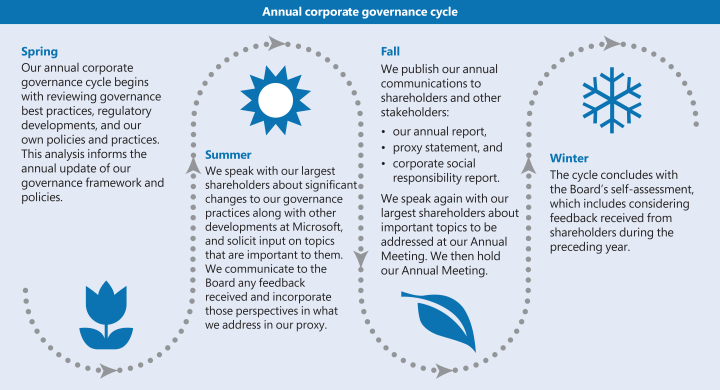 Annual corporate governance cycle
Spring
Our annual corporate
governance cycle begins
with reviewing governance
best practices, regulatory
developments, and our
own policies and practices.
This analysis informs the
annual update of our
governance framework and
policies.
Summer
We speak with our largest
shareholders about significant
changes to our governance
practices along with other
developments at Microsoft,
and solicit input on topics
that are important to them.
We communicate to the
Board any feedback
received and incorporate
those perspectives in what
we address in our proxy.
Fall
We publish our annual
communications to
shareholders and other
stakeholders:
• our annual report,
• proxy statement, and
• corporate social
responsibility report.
We speak again with our
largest shareholders about
important topics to be
addressed at our Annual
Meeting. We then hold
our Annual Meeting.
Winter
The cycle concludes with
the Board's self-assessment,
which includes considering
feedback received from
shareholders during the
preceding year.